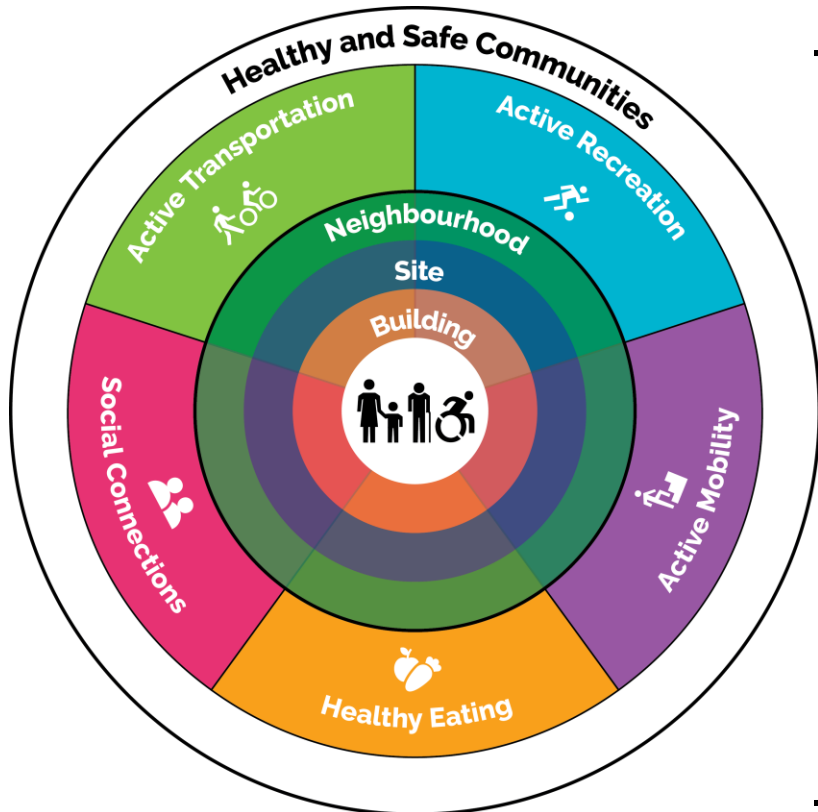 Healthy and Safe Communities
Active Transportation
Active Recreation
Neighbourhood
Site
Building
Social Connections
Active Mobility
Healthy Eating